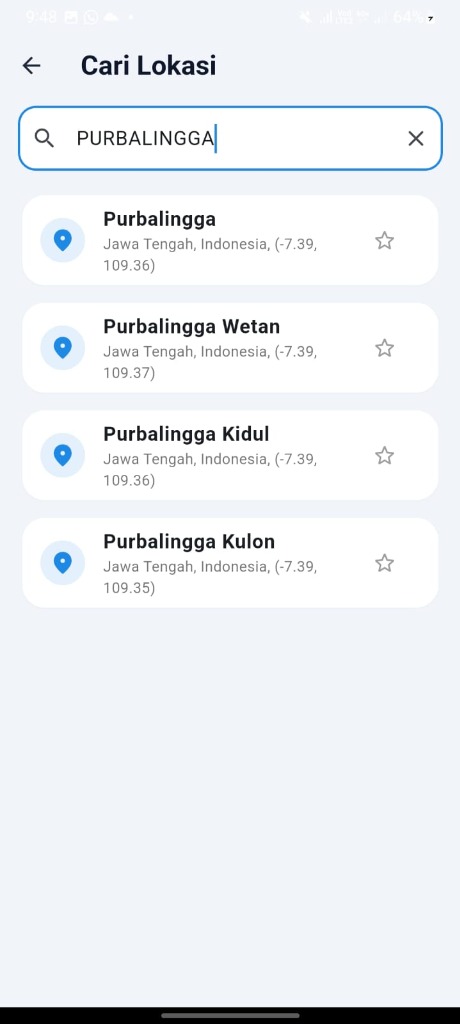 9:48
64%
Cari Lokasi
PURBALINGGA
Purbalingga
Jawa Tengah, Indonesia, (-7.39,
109.36)
Purbalingga Wetan
Jawa Tengah, Indonesia, (-7.39,
109.37)
Purbalingga Kidul
Jawa Tengah, Indonesia, (-7.39,
109.36)
Purbalingga Kulon
Jawa Tengah, Indonesia, (-7.39,
109.35)